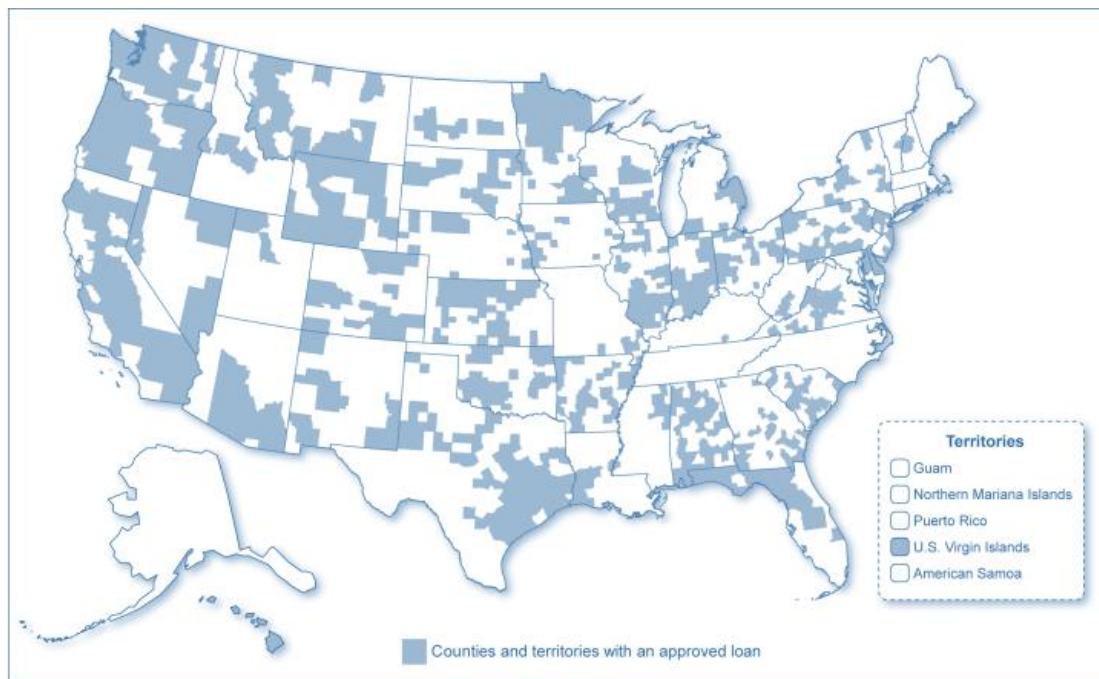 Territories
Guam
Northern Mariana Islands
Puerto Rico
U.S. Virgin Islands
American Samoa
Counties and territories with an approved loan